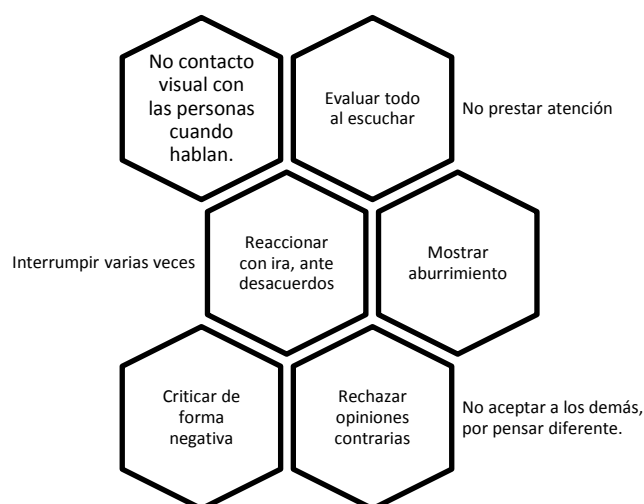 No contacto
visual con
las personas
cuando
hablan.
Evaluar todo
al escuchar
No prestar atención
Interrumpir varias veces
Reaccionar
con ira, ante
desacuerdos
Mostrar
aburrimiento
Criticar de
forma
negativa
Rechazar
opiniones
contrarias
No aceptar a los demás,
por pensar diferente.